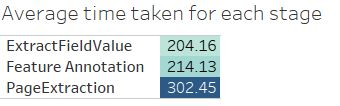 Average time taken for each stage
ExtractFieldValue 204.16
Feature Annotation 214.13
PageExtraction 302.45